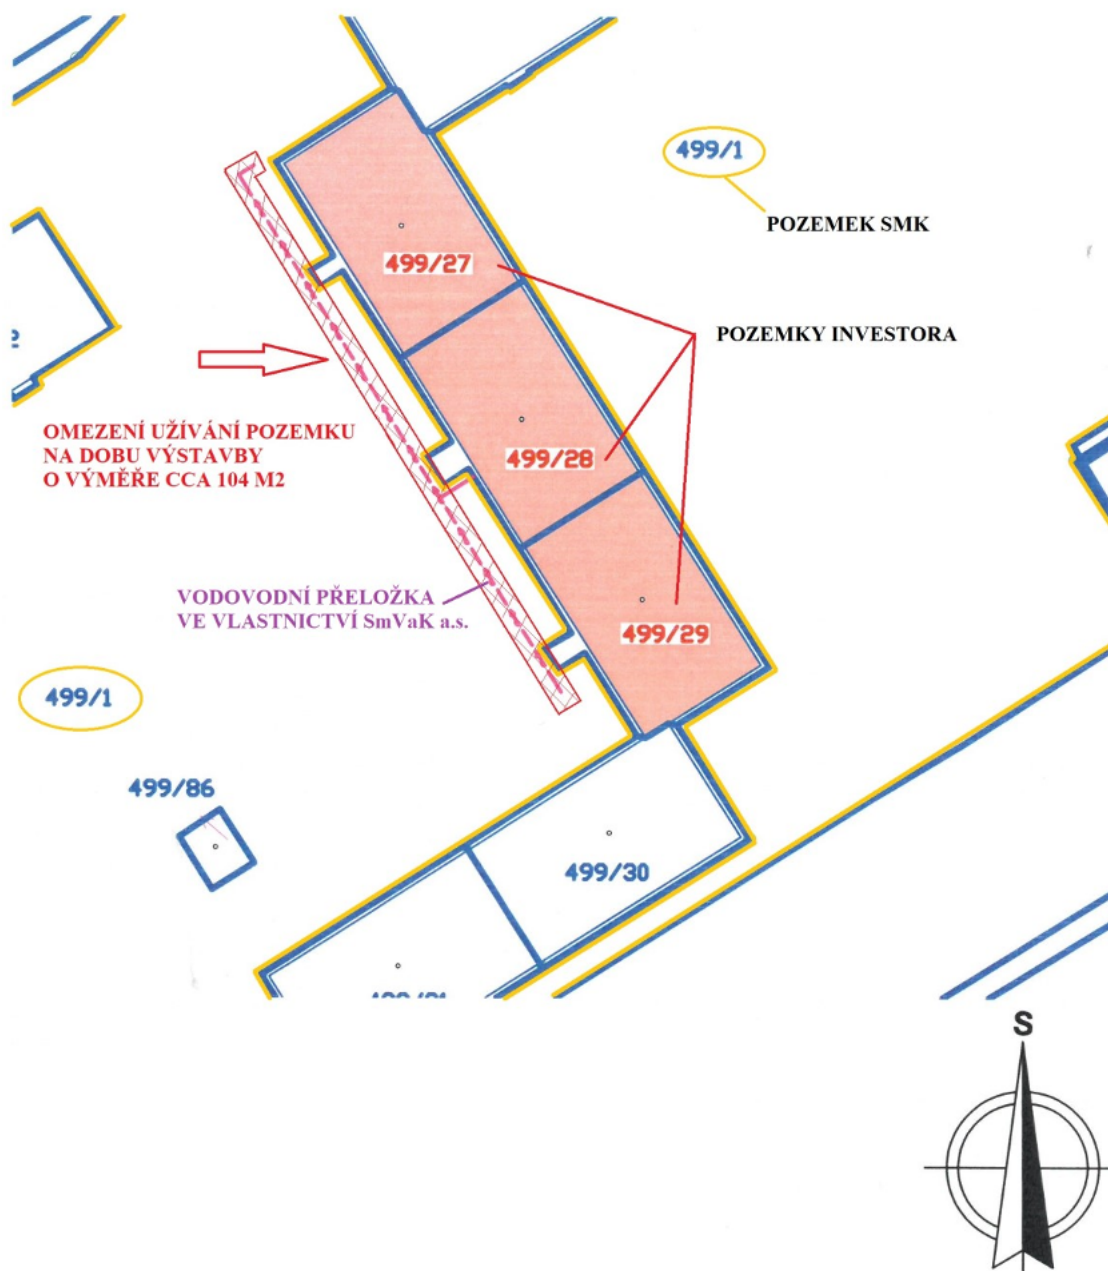 499/1
POZEMEK SMK
499/27
POZEMKY INVESTORA
OMEZENÍ UŽÍVÁNÍ POZEMKU
NA DOBU VÝSTAVBY
O VÝMĚŘE CCA 104 M2
499/28
VODOVODNÍ PŘELOŽKA
VE VLASTNICTVÍ SmVaK a.s.
499/29
499/1
499/86
499/30
S